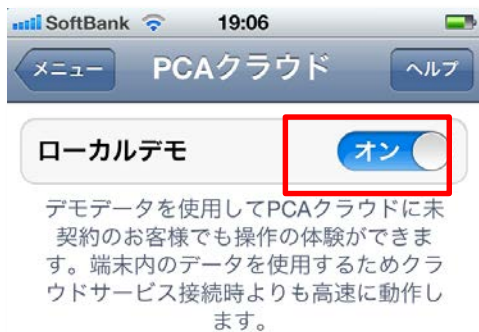 SoftBank 19:06
メニュー PCAクラウド ヘルプ
ローカルデモ オン
デモデータを使用してPCAクラウドに未
契約のお客様でも操作の体験ができま
す。端末内のデータを使用するためクラ
ウドサービス接続時よりも高速に動作し
ます。